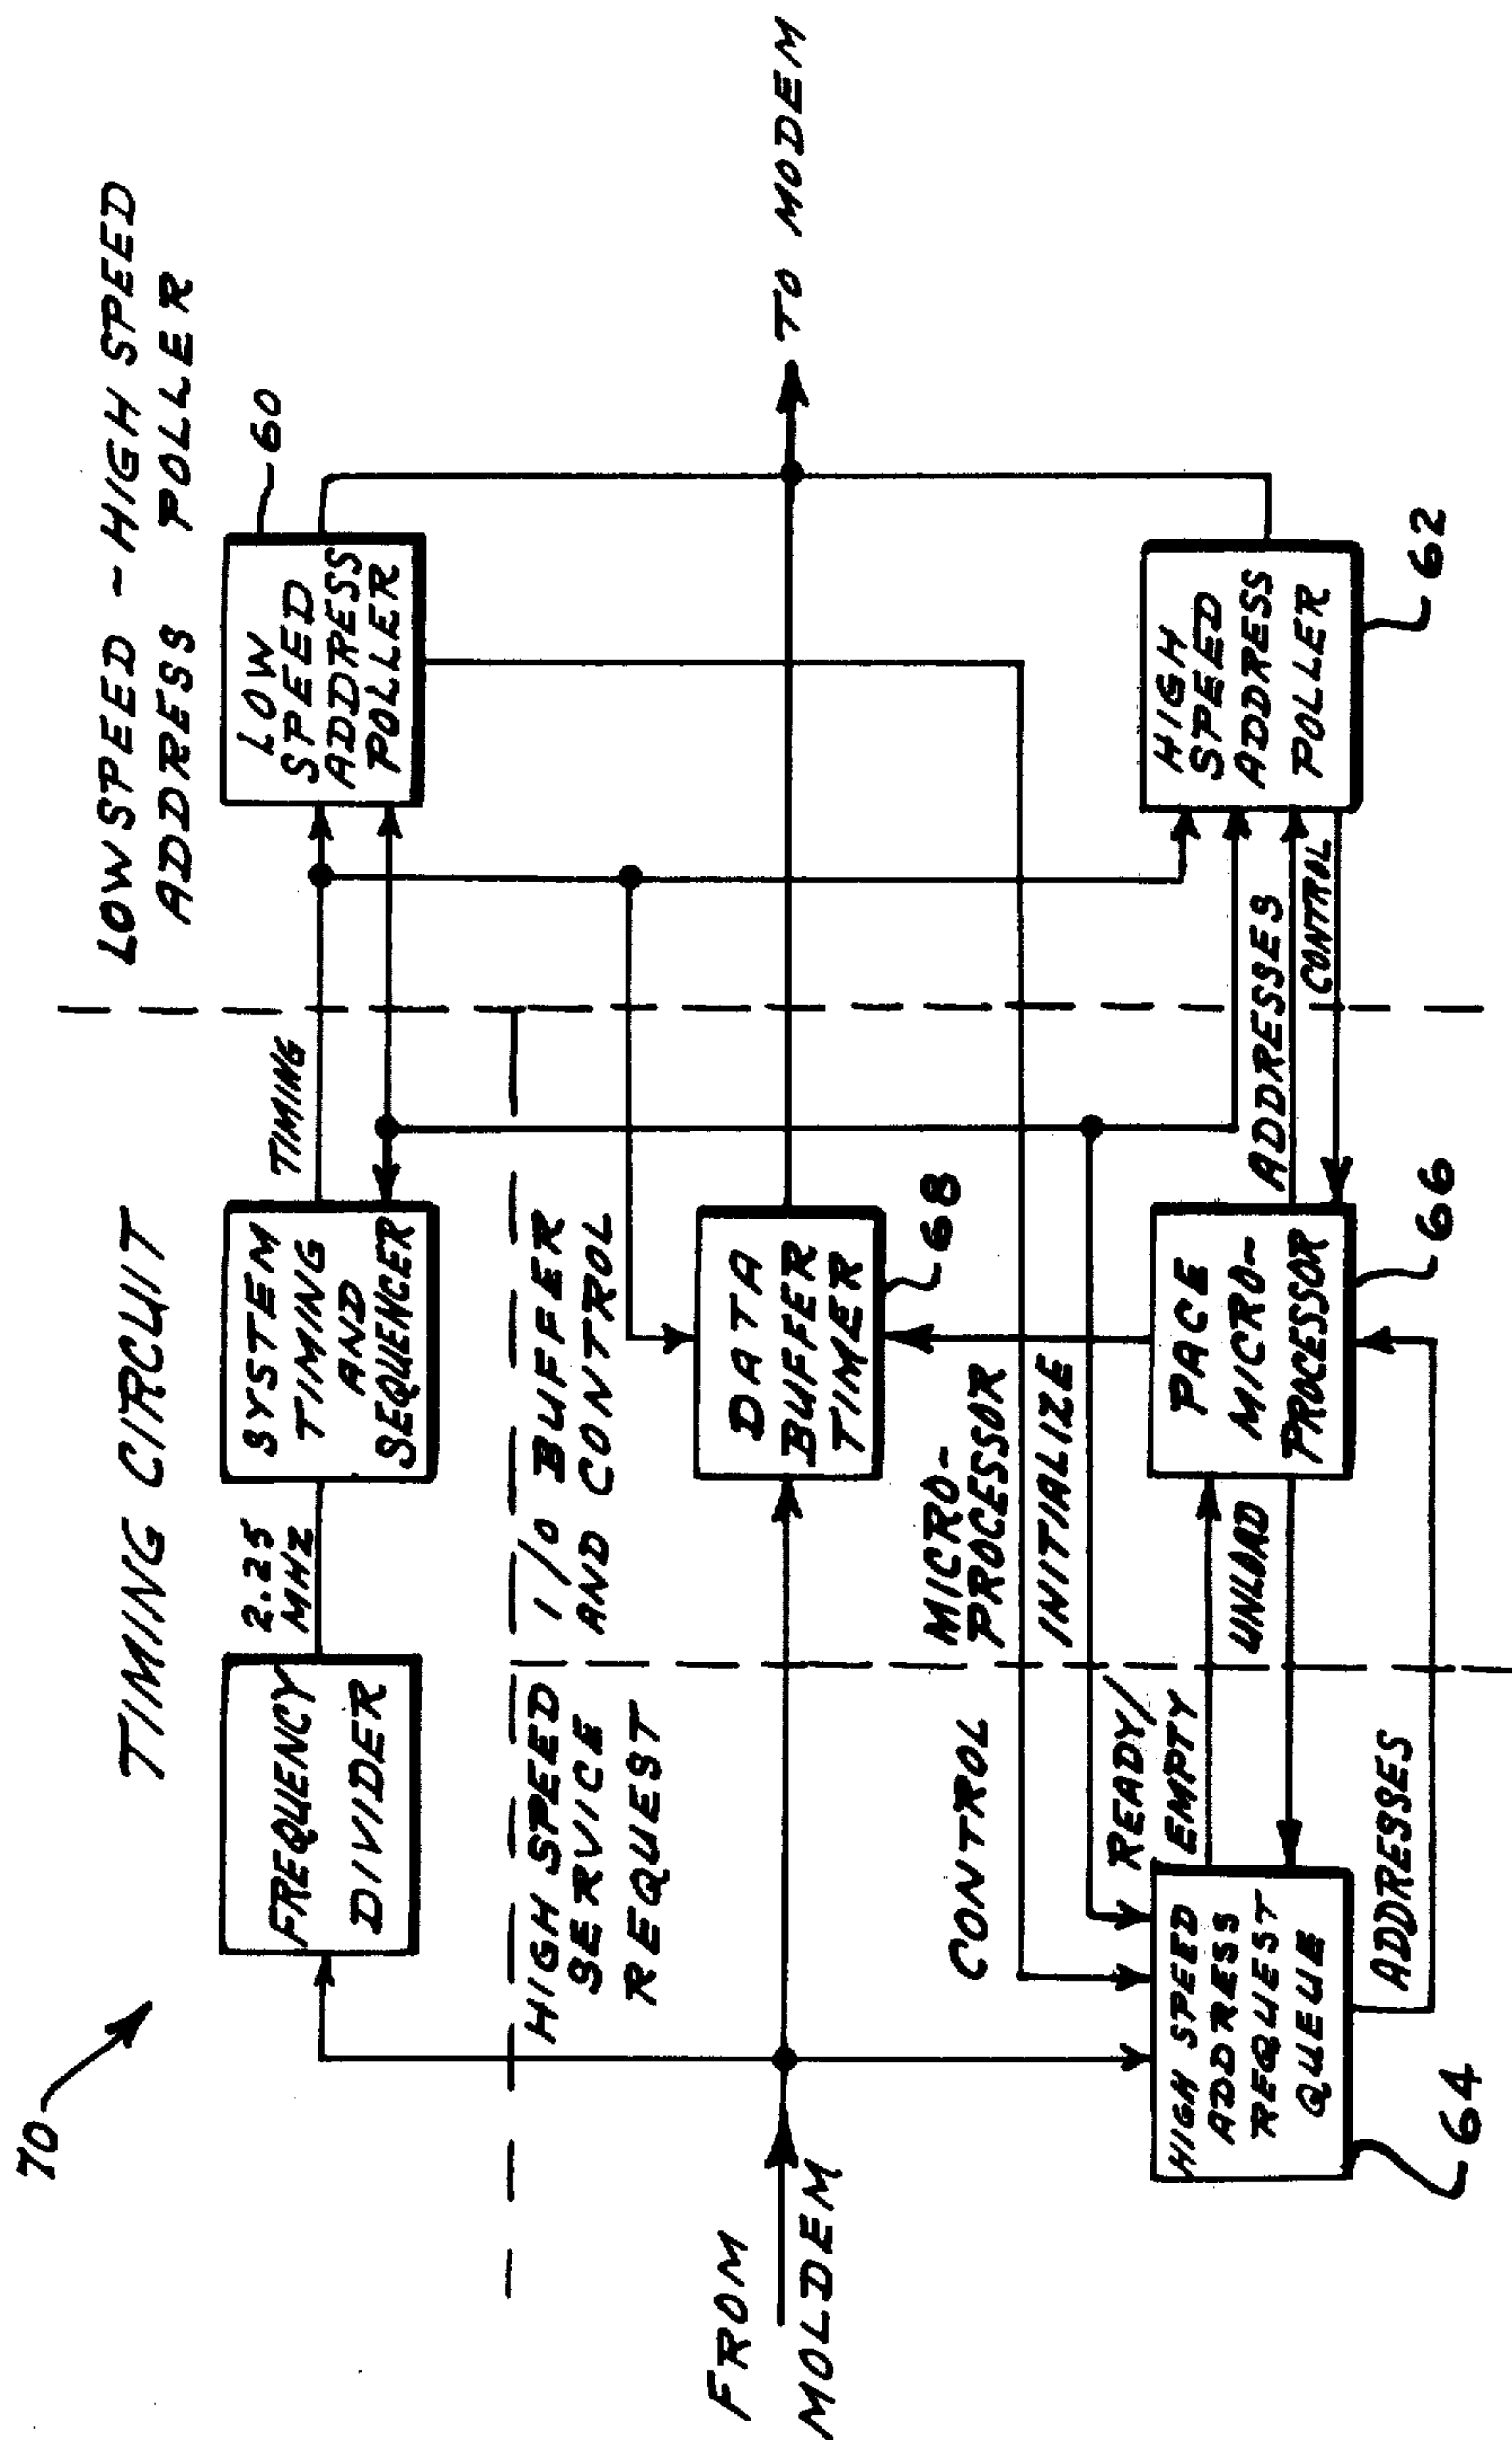 70
TIMING CIRCUIT
LOWSPEED - HIGH SPEED
ADDRESS POLLER
FREQUENCY
DIVIDER
2.25
MHZ
SYSTEM
TIMING
AND
SEQUENCER
TIMING
LOW
SPEED
ADDRESS
POLLER
60
HIGH SPEED
SERVICE
REQUEST
I/O BUFFER
AND CONTROL
FROM
MOLDEM
DATA
BUFFER
TIMER
68
TO MODEM
CONTROL
MICRO-
PROCESSOR
INITIALIZE
READY/
EMPTY
UNLOAD
HIGH SPEED
ADDRESS
REQUEST
QUEUE
64
ADDRESSES
PACE
MICRO-
PROCESSOR
66
ADDRESSES
CONTROL
HIGH
SPEED
ADDRESS
POLLER
62